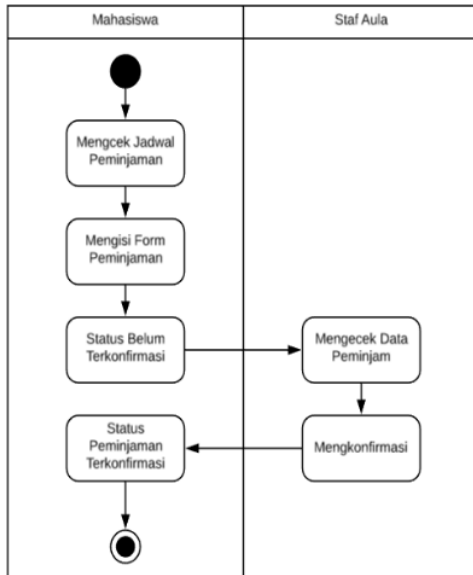 Mahasiswa
Staf Aula
Mengcek Jadwal
Peminjaman
Mengisi Form
Peminjaman
Status Belum
Terkonfirmasi
Mengecek Data
Peminjam
Mengkonfirmasi
Status
Peminjaman
Terkonfirmasi